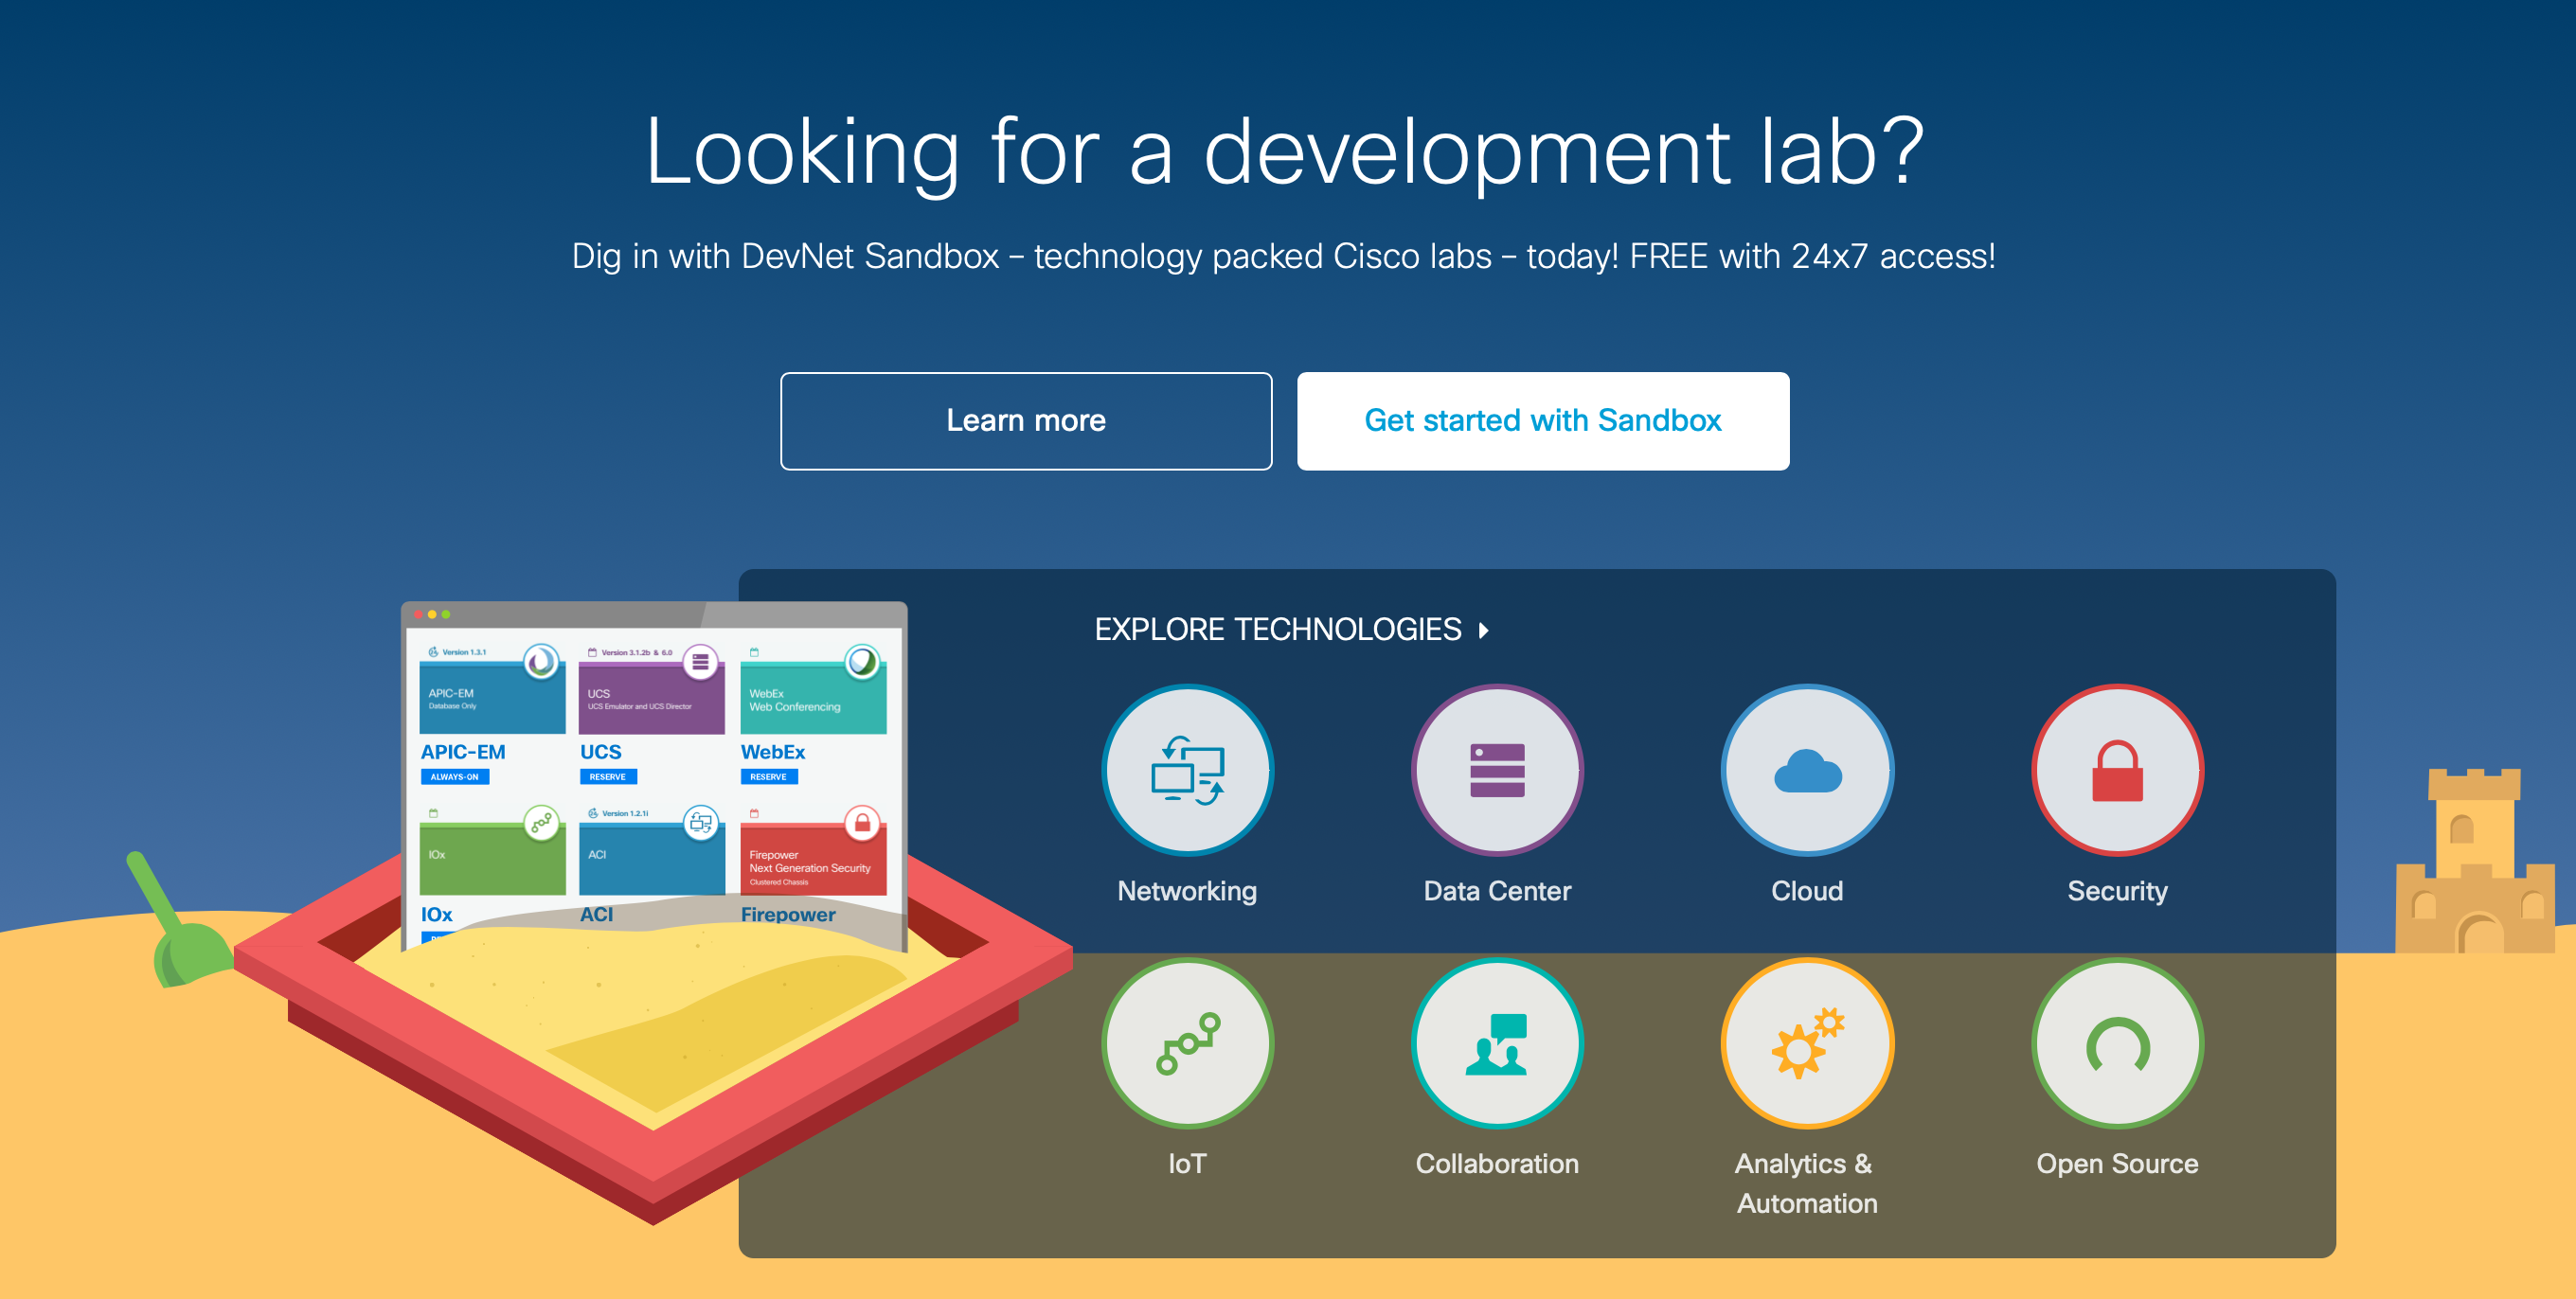 Looking for a development lab?
Dig in with DevNet Sandbox – technology packed Cisco labs – today! FREE with 24x7 access!
Learn more
Get started with Sandbox
Version 1.3.1
APIC-EM
Database Only
APIC-EM
ALWAYS-ON
Version 3.1.2b & 6.0
UCS
UCS Emulator and UCS Director
UCS
RESERVE
WebEx
Web Conferencing
WebEx
RESERVE
IOx
IOx
Version 1.2.1i
ACI
ACI
Firepower
Next Generation Security
Clustered Chassis
Firepower
EXPLORE TECHNOLOGIES
Networking
Data Center
Cloud
Security
IoT
Collaboration
Analytics &
Automation
Open Source